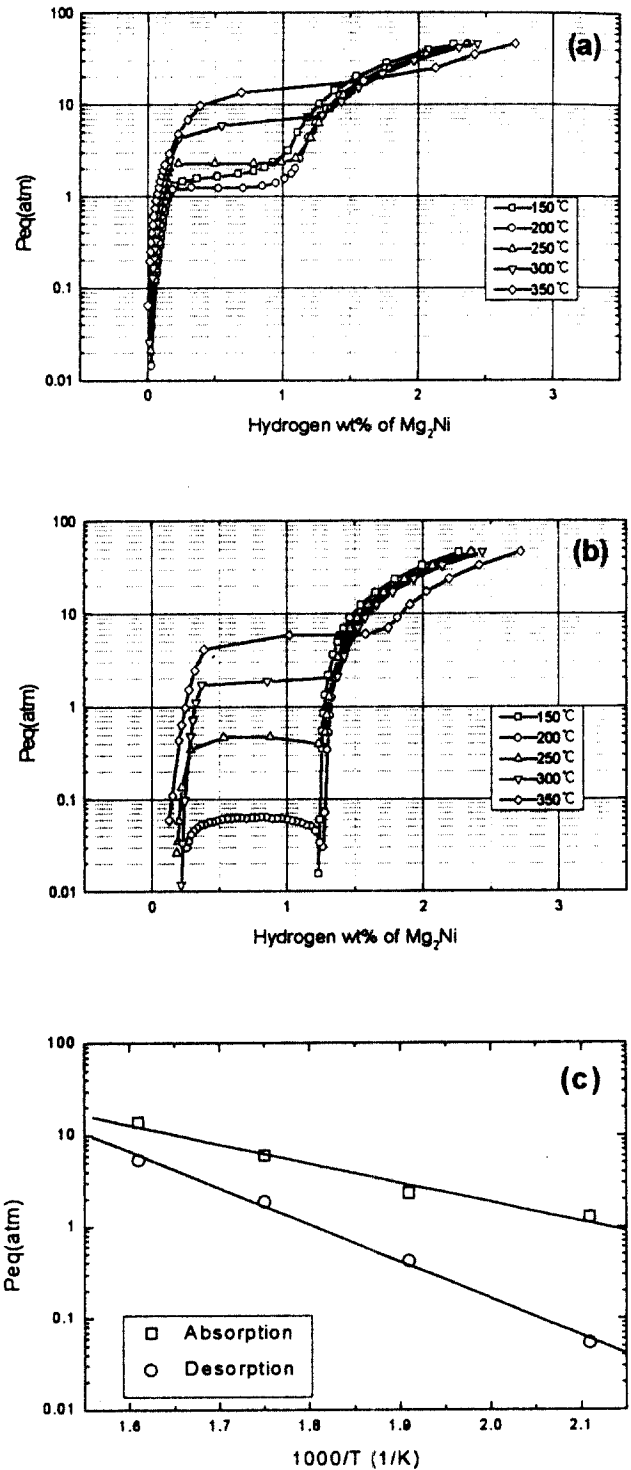 (a)
100
10
1
0.1
0.01
Peq(atm)
150℃
200℃
250℃
300℃
350℃
0 1 2 3
Hydrogen wt% of Mg₂Ni
(b)
100
10
1
0.1
0.01
Peq(atm)
150℃
200℃
250℃
300℃
350℃
0 1 2 3
Hydrogen wt% of Mg₂Ni
(c)
100
10
1
0.1
0.01
Peq(atm)
Absorption
Desorption
1.6 1.7 1.8 1.9 2.0 2.1
1000/T (1/K)